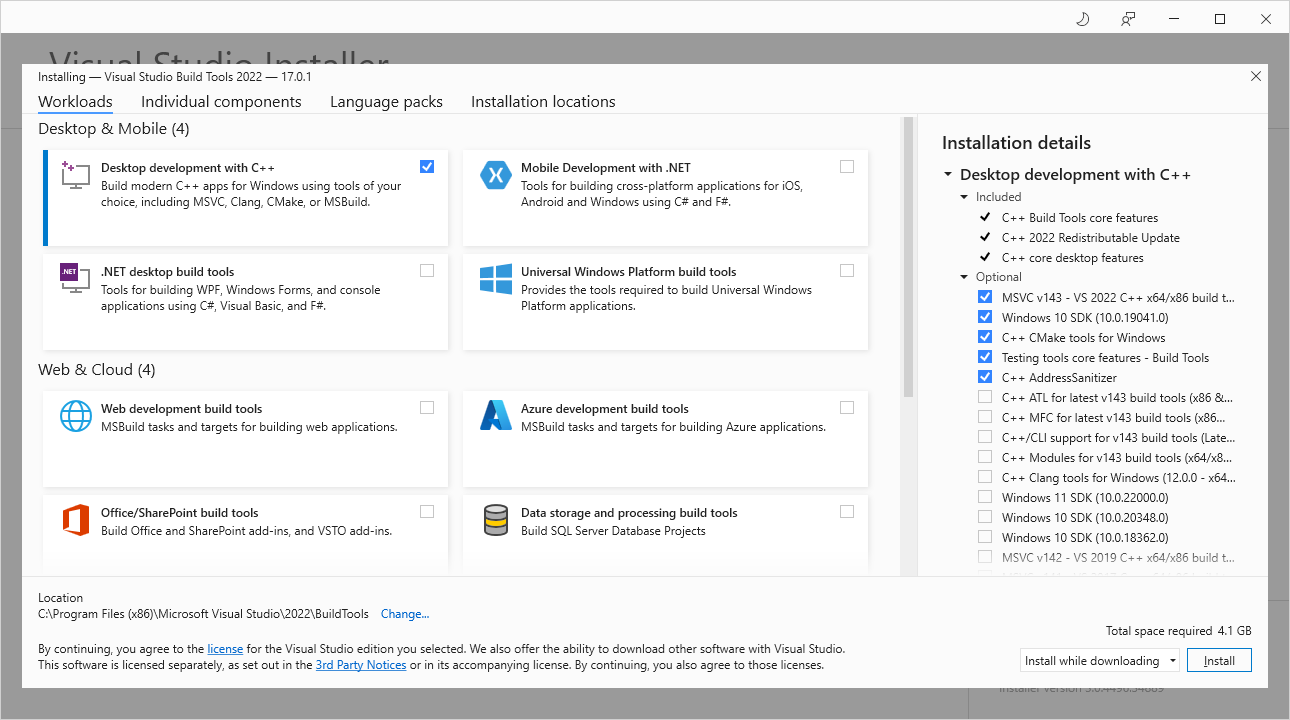 Visual Studio Installer
Installing — Visual Studio Build Tools 2022 — 17.0.1
Workloads
Individual components
Language packs
Installation locations
Desktop & Mobile (4)
Desktop development with C++
Build modern C++ apps for Windows using tools of your
choice, including MSVC, Clang, CMake, or MSBuild.
Mobile Development with .NET
Tools for building cross-platform applications for iOS,
Android and Windows using C# and F#.
.NET
.NET desktop build tools
Tools for building WPF, Windows Forms, and console
applications using C#, Visual Basic, and F#.
Universal Windows Platform build tools
Provides the tools required to build Universal Windows
Platform applications.
Web & Cloud (4)
Web development build tools
MSBuild tasks and targets for building web applications.
Azure development build tools
MSBuild tasks and targets for building Azure applications.
Office/SharePoint build tools
Build Office and SharePoint add-ins, and VSTO add-ins.
Data storage and processing build tools
Build SQL Server Database Projects
Installation details
Desktop development with C++
Included
C++ Build Tools core features
C++ 2022 Redistributable Update
C++ core desktop features
Optional
MSVC v143 - VS 2022 C++ x64/x86 build t...
Windows 10 SDK (10.0.19041.0)
C++ CMake tools for Windows
Testing tools core features - Build Tools
C++ AddressSanitizer
C++ ATL for latest v143 build tools (x86 &...
C++ MFC for latest v143 build tools (x86...
C++/CLI support for v143 build tools (Late...
C++ Modules for v143 build tools (x64/x8...
C++ Clang tools for Windows (12.0.0 - x64...
Windows 11 SDK (10.0.22000.0)
Windows 10 SDK (10.0.20348.0)
Windows 10 SDK (10.0.18362.0)
MSVC v142 - VS 2019 C++ x64/x86 build t...
Location
C:\Program Files (x86)\Microsoft Visual Studio\2022\BuildTools
Change...
By continuing, you agree to the license for the Visual Studio edition you selected. We also offer the ability to download other software with Visual Studio.
This software is licensed separately, as set out in the 3rd Party Notices or in its accompanying license. By continuing, you also agree to those licenses.
Total space required 4.1 GB
Install while downloading
Install